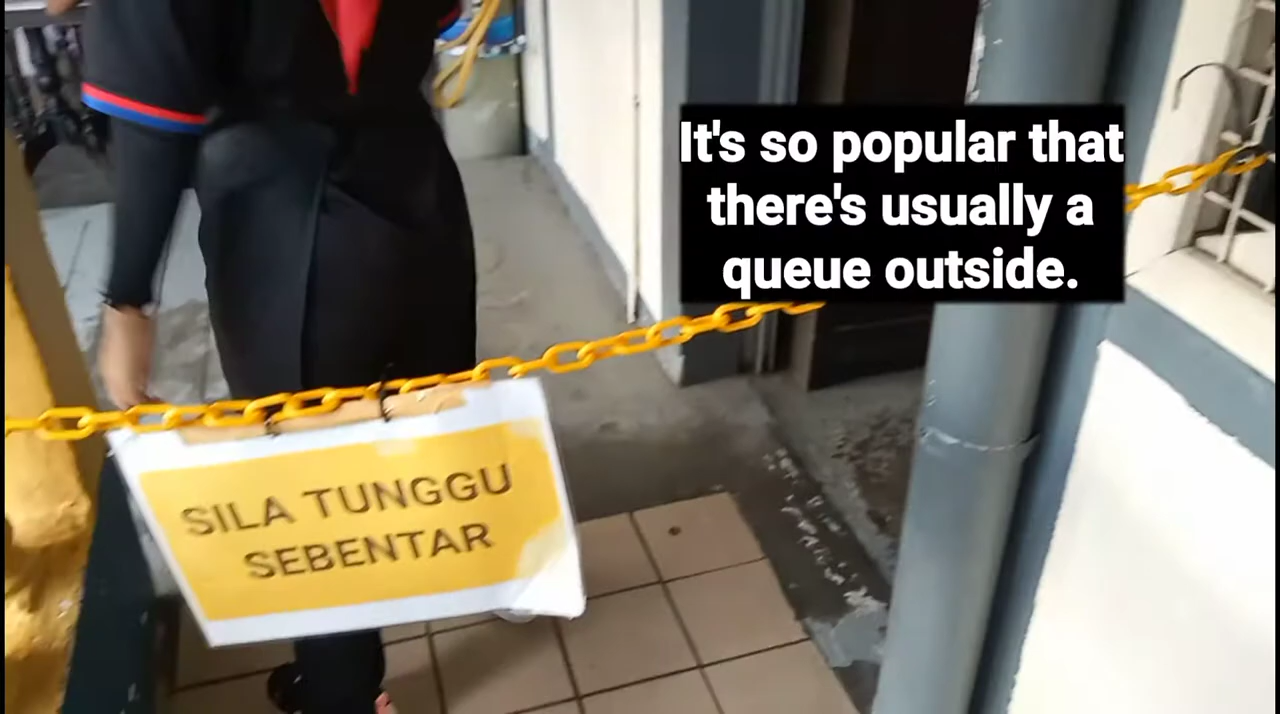 It's so popular that
there's usually a
queue outside.
SILA TUNGGU
SEBENTAR